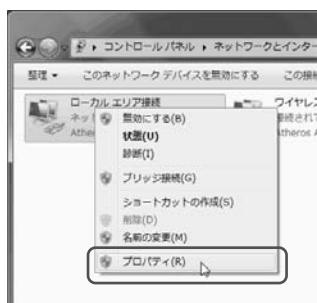 コントロール パネル ▸ ネットワークとインター
整理 このネットワーク デバイスを無効にする この接
ローカル エリア接続 ワイヤレス
ネッ 接続されて
Athe Atheros A
無効にする(B)
状態(U)
診断(I)
ブリッジ接続(G)
ショートカットの作成(S)
削除(D)
名前の変更(M)
プロパティ(R)